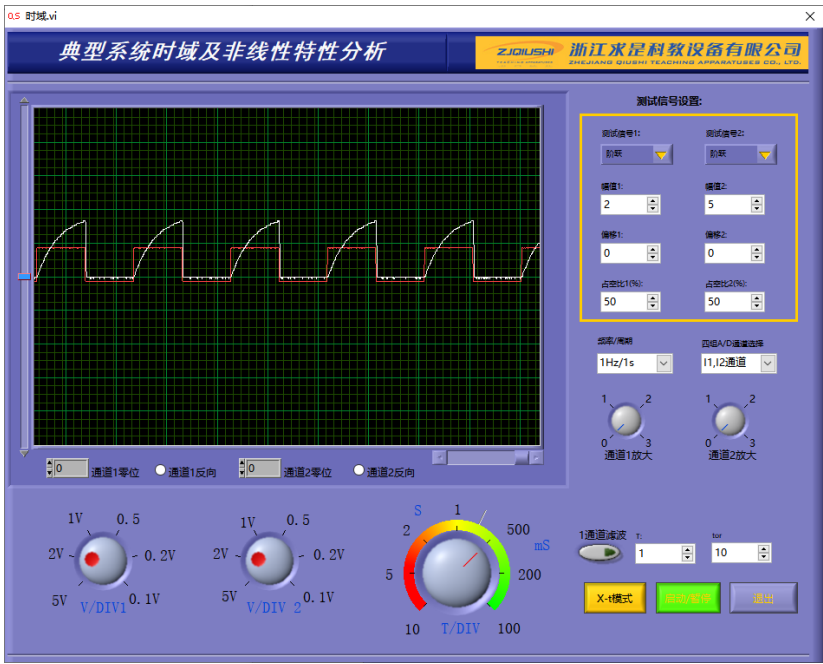 0.5 时域.vi
典型系统时域及非线性特性分析
ZJQIUSHI 浙江求是科教设备有限公司
ZHEJIANG QIUSHI TEACHING APPARATUSES CO., LTD.
测试信号设置:
测试信号1: 测试信号2:
阶跃 阶跃
幅值1: 幅值2:
2 5
偏移1: 偏移2:
0 0
占空比1(%): 占空比2(%):
50 50
频率/周期 四组A/D通道选择
1Hz/1s I1,I2通道
1 2 1 2
0 3 0 3
通道1放大 通道2放大
0 通道1零位 通道1反向 0 通道2零位 通道2反向
1V 0.5 1V 0.5
2V 0.2V 2V 0.2V
5V 0.1V 5V 0.1V
V/DIV1 V/DIV 2
S 1
2 500
mS
5 200
10 T/DIV 100
1通道滤波 T: tor
1 10
X-t模式 启动/暂停 退出